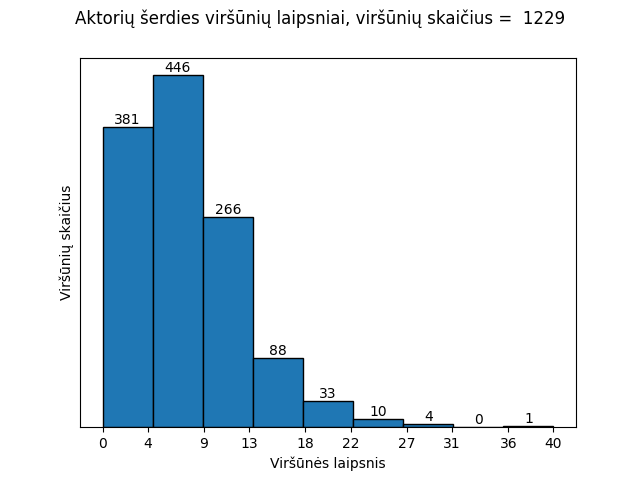 Aktorių šerdies viršūnių laipsniai, viršūnių skaičius =  1229
446
381
266
88
33
10
4
0
1
Viršūnių skaičius
0 4 9 13 18 22 27 31 36 40
Viršūnės laipsnis